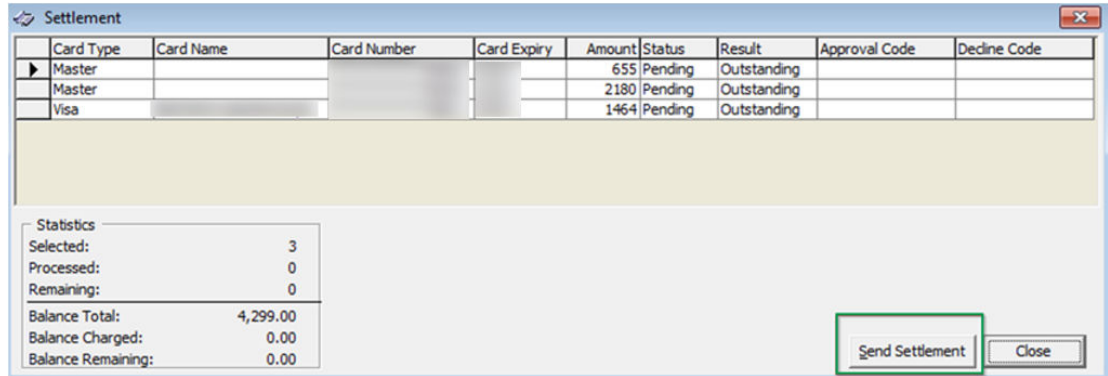 Settlement
Card Type Card Name Card Number Card Expiry Amount Status Result Approval Code Decline Code
Master 655 Pending Outstanding
Master 2180 Pending Outstanding
Visa 1464 Pending Outstanding
Statistics
Selected: 3
Processed: 0
Remaining: 0
Balance Total: 4,299.00
Balance Charged: 0.00
Balance Remaining: 0.00
Send Settlement Close